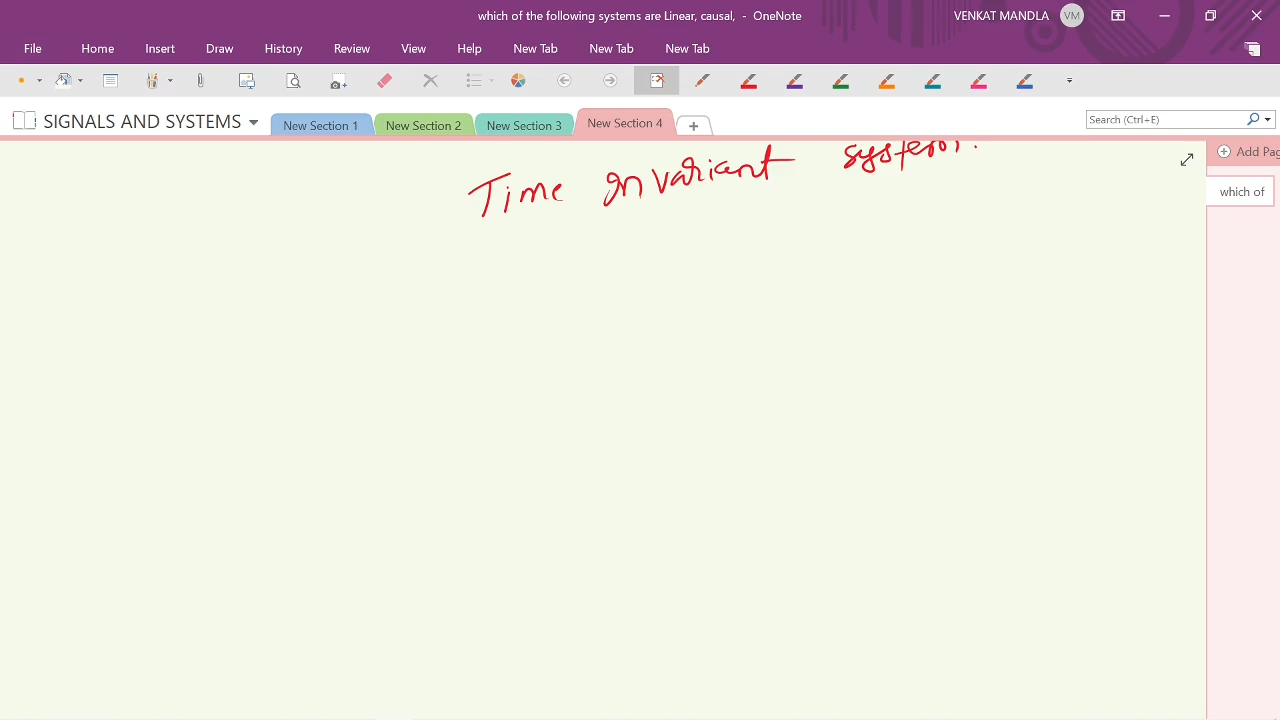 which of the following systems are Linear, causal, - OneNote
VENKAT MANDLA VM
File Home Insert Draw History Review View Help New Tab New Tab New Tab
SIGNALS AND SYSTEMS New Section 1 New Section 2 New Section 3 New Section 4 Search (Ctrl+E)
Add Pag
which of
Time invariant system.